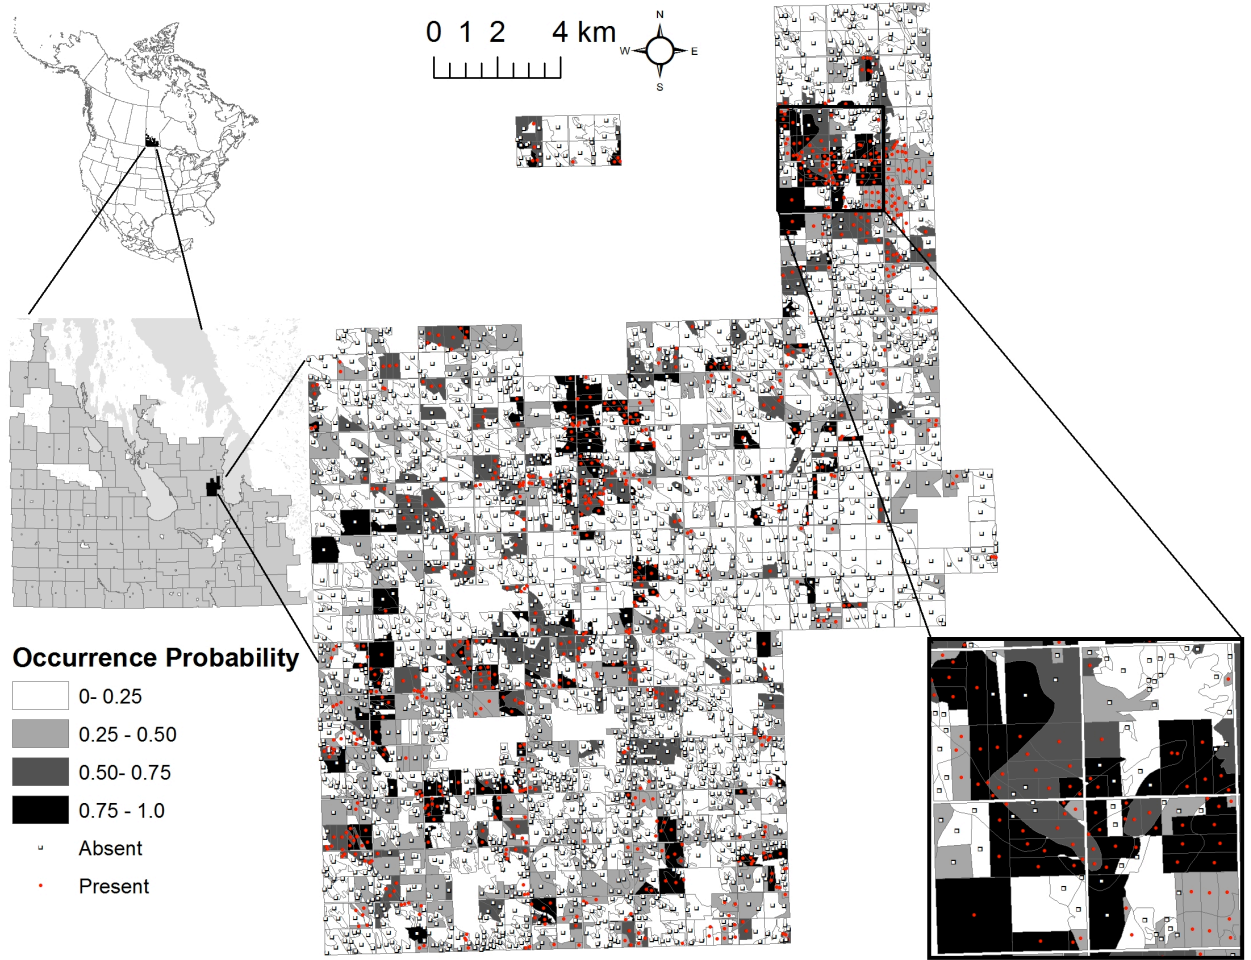 0 1 2 4 km
N
W E
S
Occurrence Probability
0- 0.25
0.25 - 0.50
0.50- 0.75
0.75 - 1.0
Absent
Present